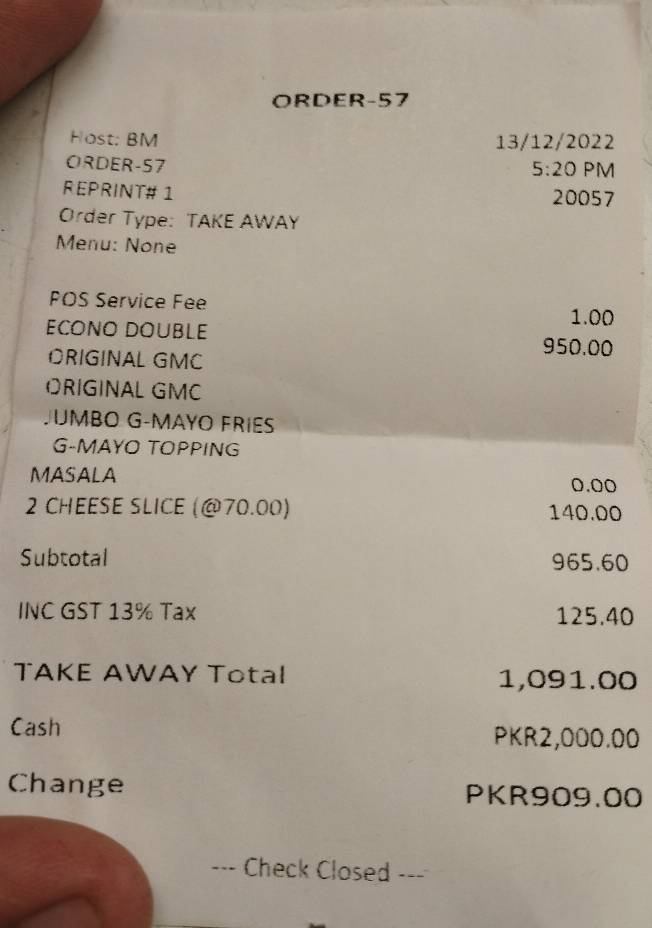 ORDER-57
Host: BM 13/12/2022
ORDER-57 5:20 PM
REPRINT# 1 20057
Order Type: TAKE AWAY
Menu: None
POS Service Fee 1.00
ECONO DOUBLE 950.00
ORIGINAL GMC
ORIGINAL GMC
JUMBO G-MAYO FRIES
G-MAYO TOPPING
MASALA 0.00
2 CHEESE SLICE (@70.00) 140.00
Subtotal 965.60
INC GST 13% Tax 125.40
TAKE AWAY Total 1,091.00
Cash PKR2,000.00
Change PKR909.00
--- Check Closed ---